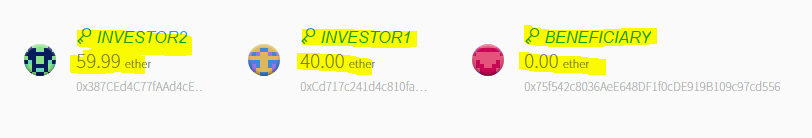 INVESTOR2
59.99 ether
0x387CEd4C77fAAd4cE...
INVESTOR1
40.00 ether
0xCd717c241d4c810fa...
BENEFICIARY
0.00 ether
0x75f542c8036AeE648DF1f0cDE919B109c97cd556